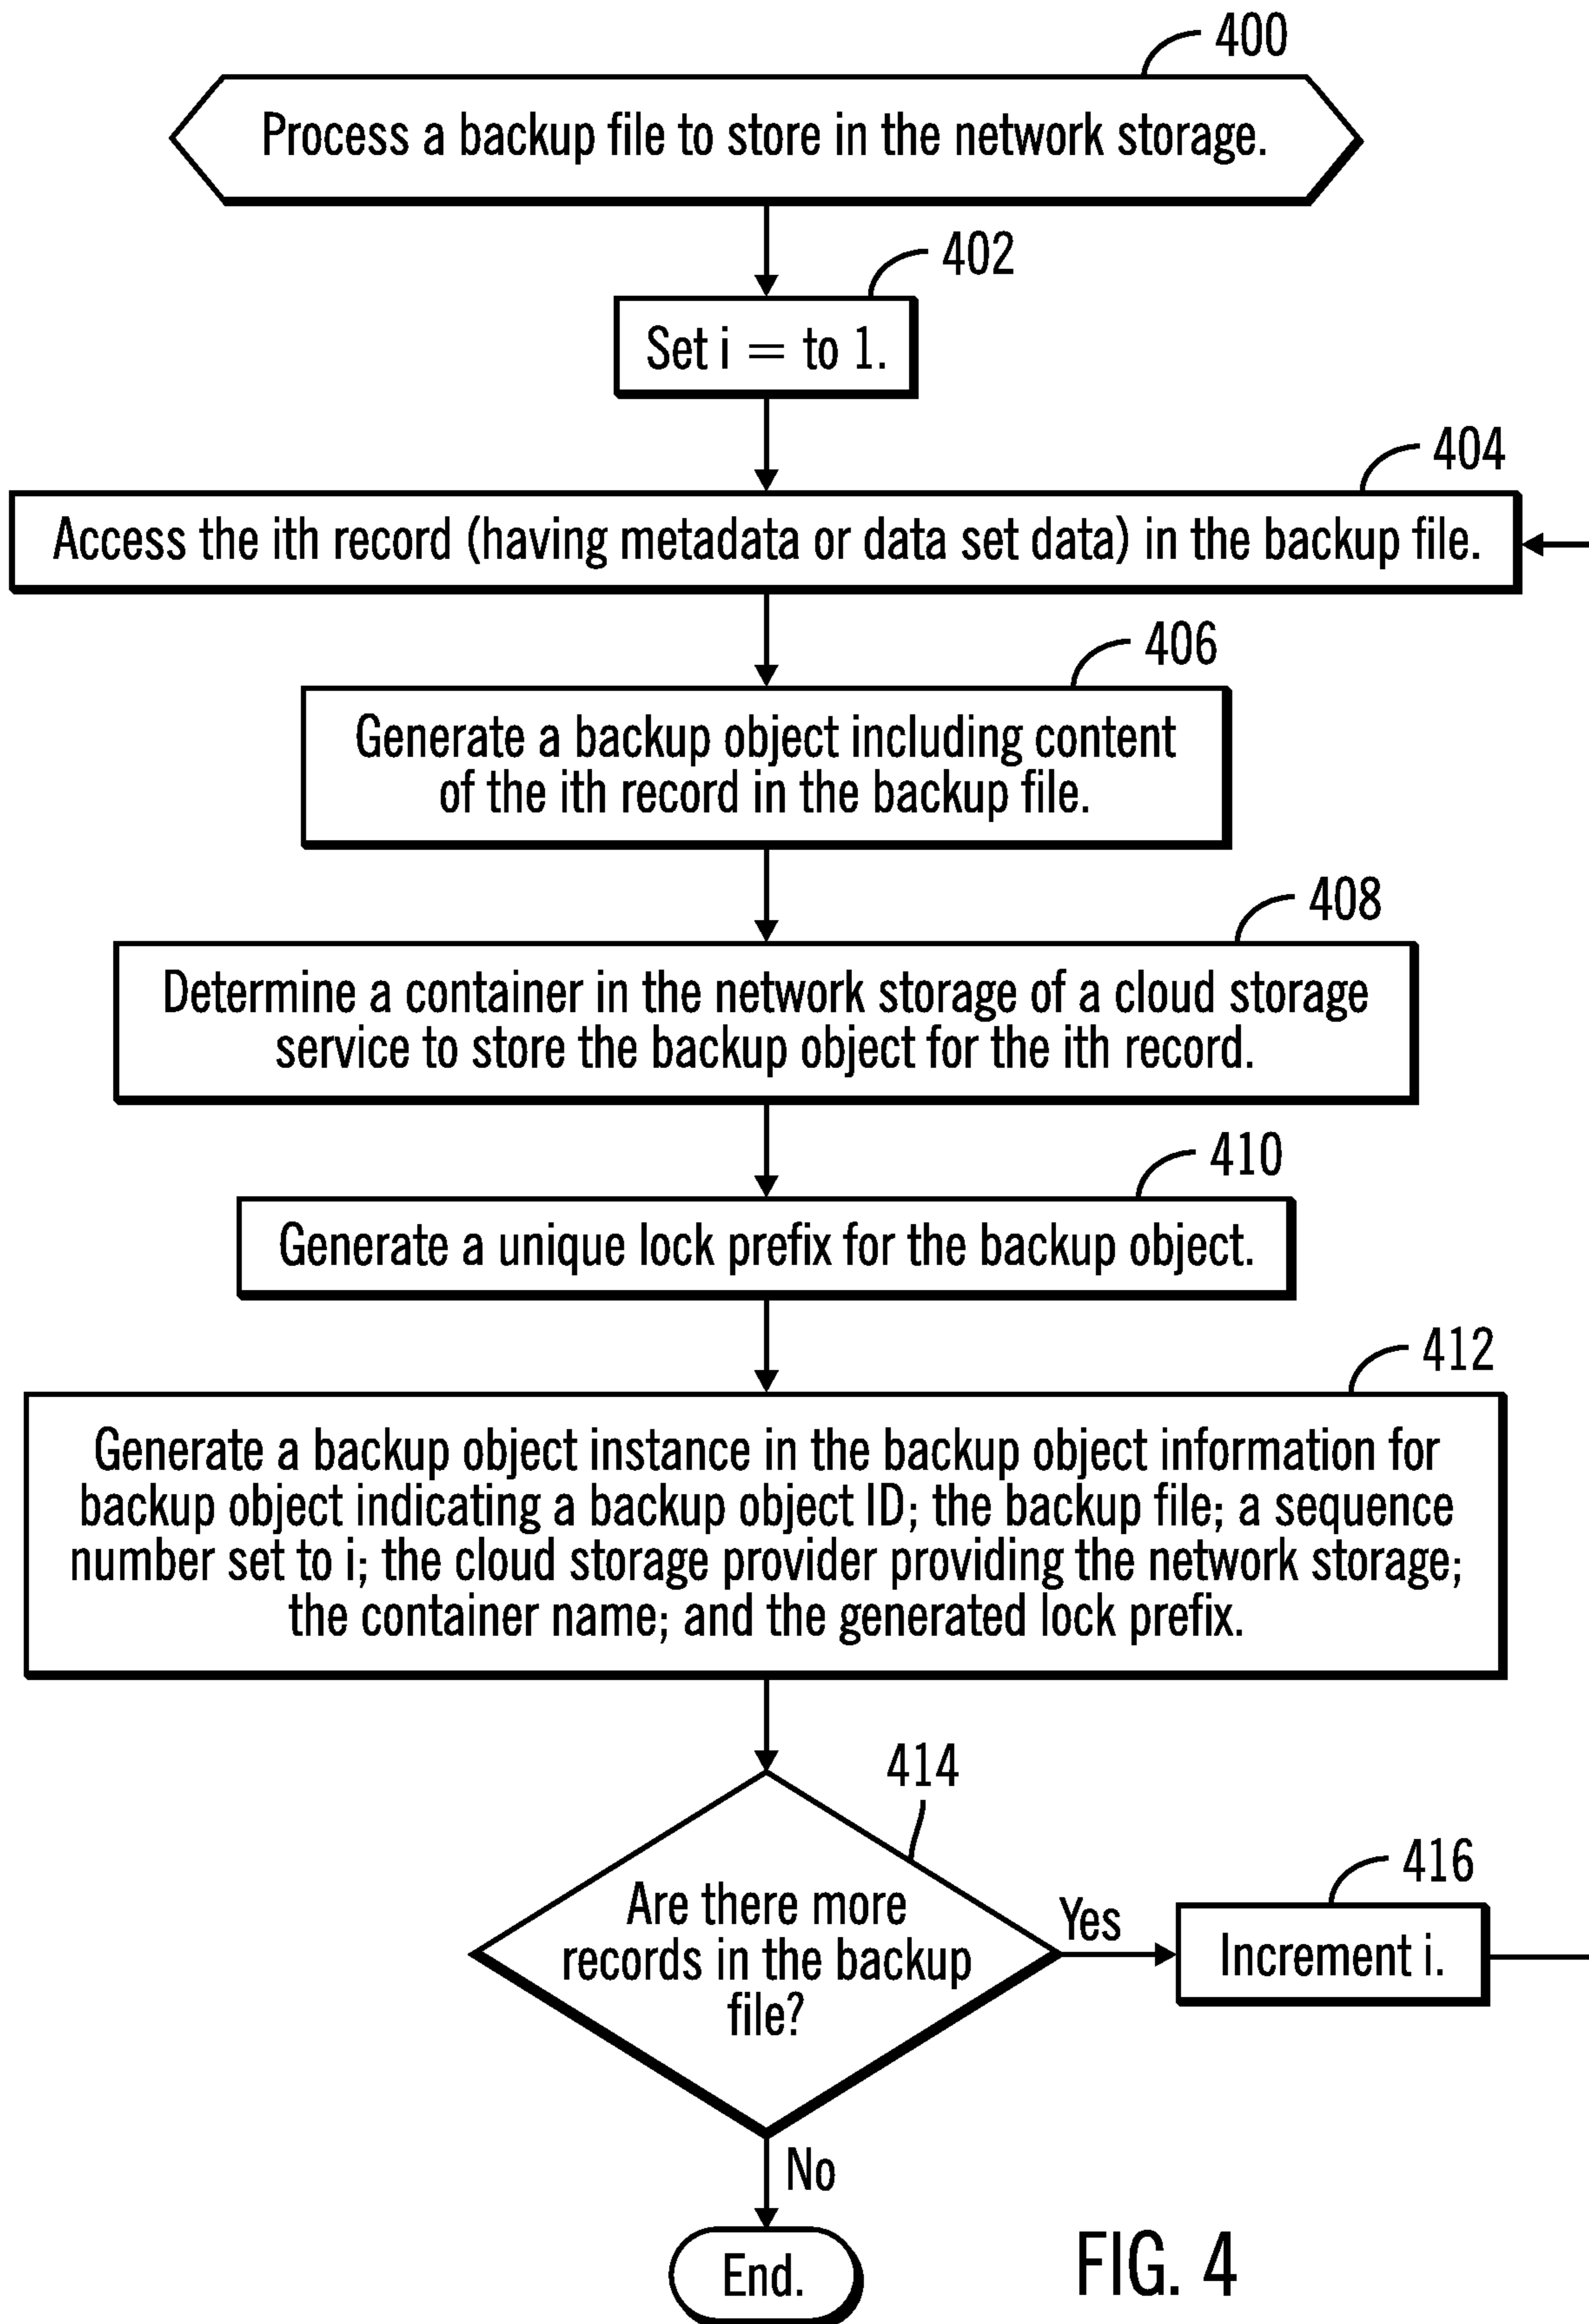 400
Process a backup file to store in the network storage.
402
Set i = to 1.
404
Access the ith record (having metadata or data set data) in the backup file.
406
Generate a backup object including content
of the ith record in the backup file.
408
Determine a container in the network storage of a cloud storage
service to store the backup object for the ith record.
410
Generate a unique lock prefix for the backup object.
412
Generate a backup object instance in the backup object information for
backup object indicating a backup object ID; the backup file; a sequence
number set to i; the cloud storage provider providing the network storage;
the container name; and the generated lock prefix.
414
Are there more
records in the backup
file?
Yes
416
Increment i.
No
End.
FIG. 4